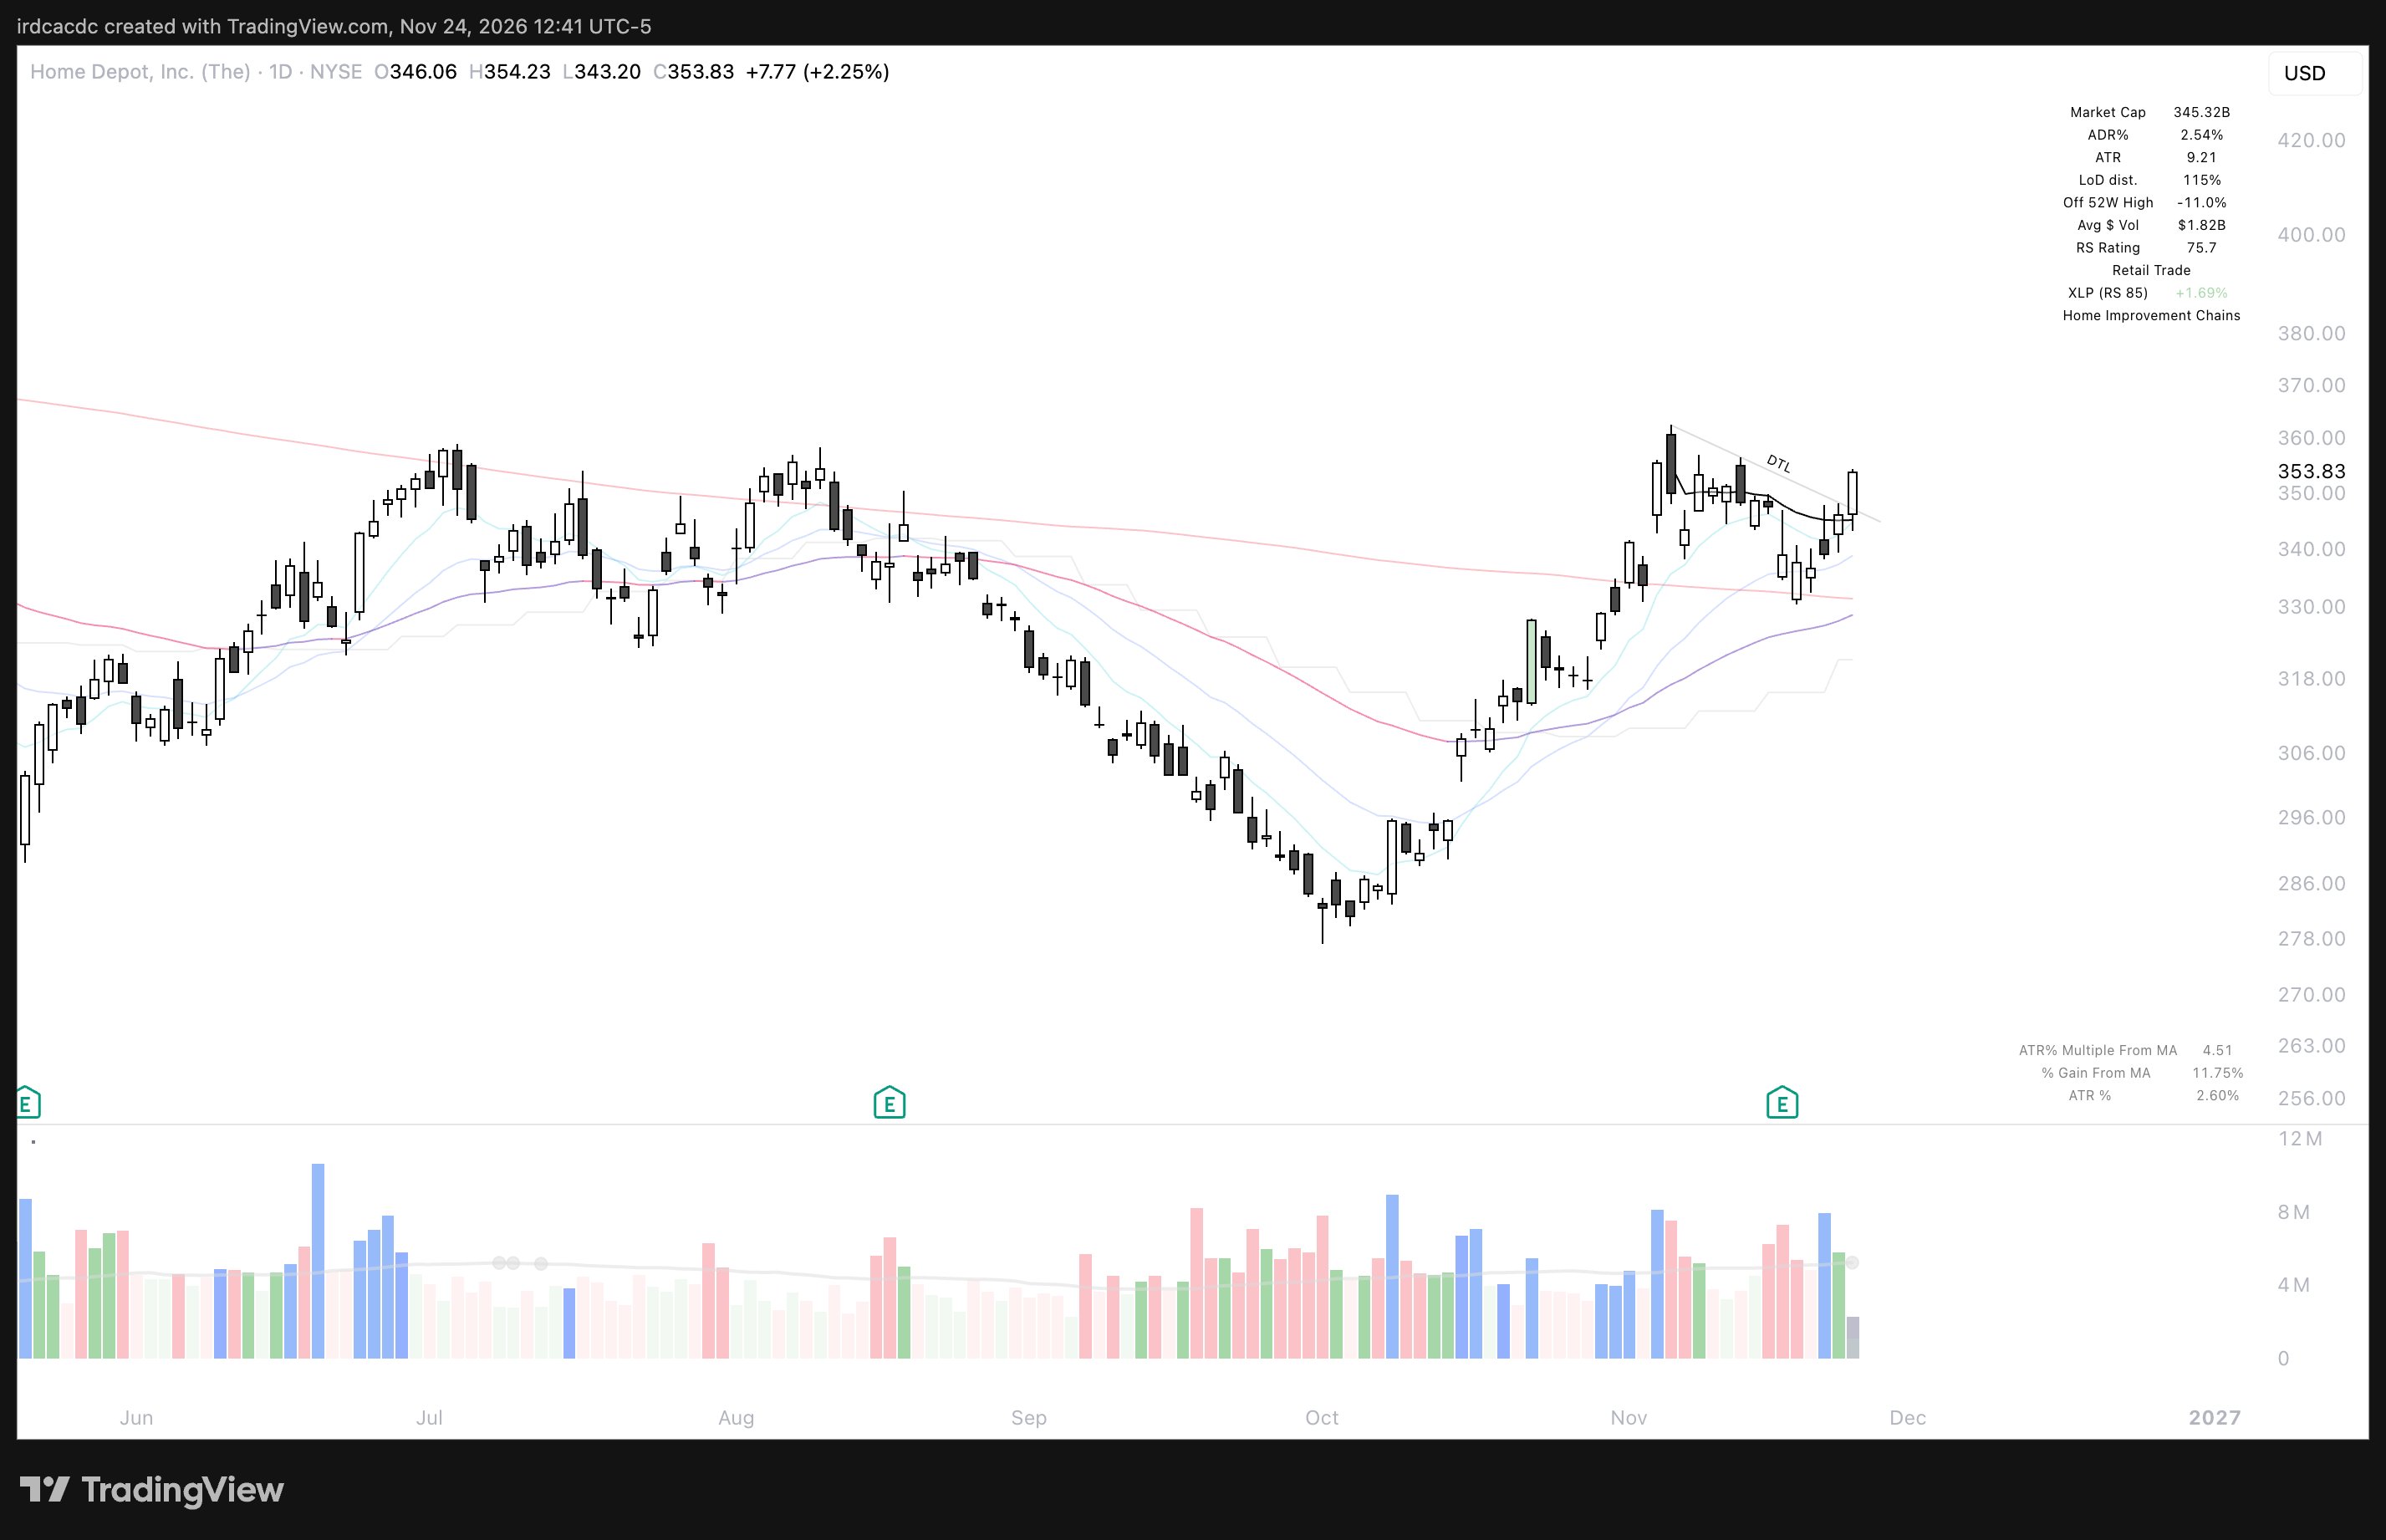 irdcacdc created with TradingView.com, Nov 24, 2026 12:41 UTC-5
Home Depot, Inc. (The) · 1D · NYSE O346.06 H354.23 L343.20 C353.83 +7.77 (+2.25%)
USD
Market Cap 345.32B
ADR% 2.54%
ATR 9.21
LoD dist. 115%
Off 52W High -11.0%
Avg $ Vol $1.82B
RS Rating 75.7
Retail Trade
XLP (RS 85) +1.69%
Home Improvement Chains
420.00
400.00
380.00
370.00
360.00
353.83
350.00
340.00
330.00
318.00
306.00
296.00
286.00
278.00
270.00
263.00
256.00
DTL
ATR% Multiple From MA 4.51
% Gain From MA 11.75%
ATR % 2.60%
E E E
12 M
8 M
4 M
0
Jun Jul Aug Sep Oct Nov Dec 2027
TradingView